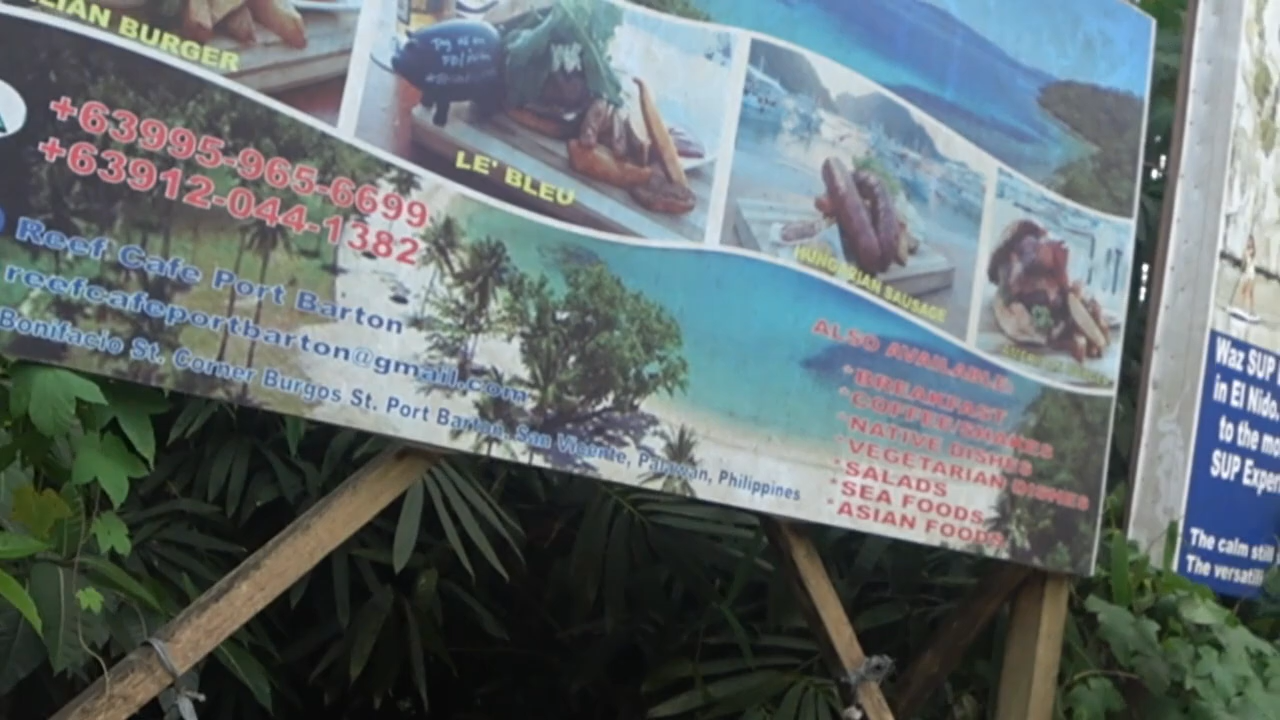 LIAN BURGER
LE' BLEU
HUNGARIAN SAUSAGE
+63995-965-6699
+63912-044-1382
Reef Cafe Port Barton
reefcafeportbarton@gmail.com
Bonifacio St. Corner Burgos St. Port Barton, San Vicente, Palawan, Philippines
ALSO AVAILABLE:
*BREAKFAST
*COFFEE/SHAKES
*NATIVE DISHES
*VEGETARIAN DISHES
*SALADS
*SEA FOODS
*ASIAN FOODS
Waz SUP
in El Nido
to the mo
SUP Exper
The calm still
The versatil